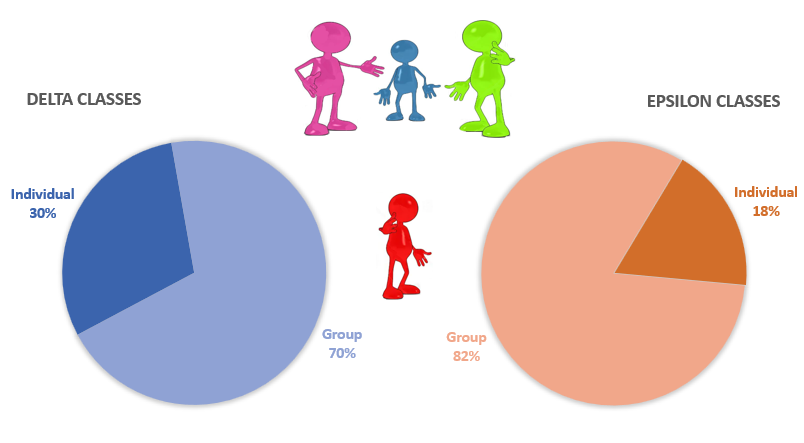 DELTA CLASSES
EPSILON CLASSES
Individual
30%
Group
70%
Individual
18%
Group
82%